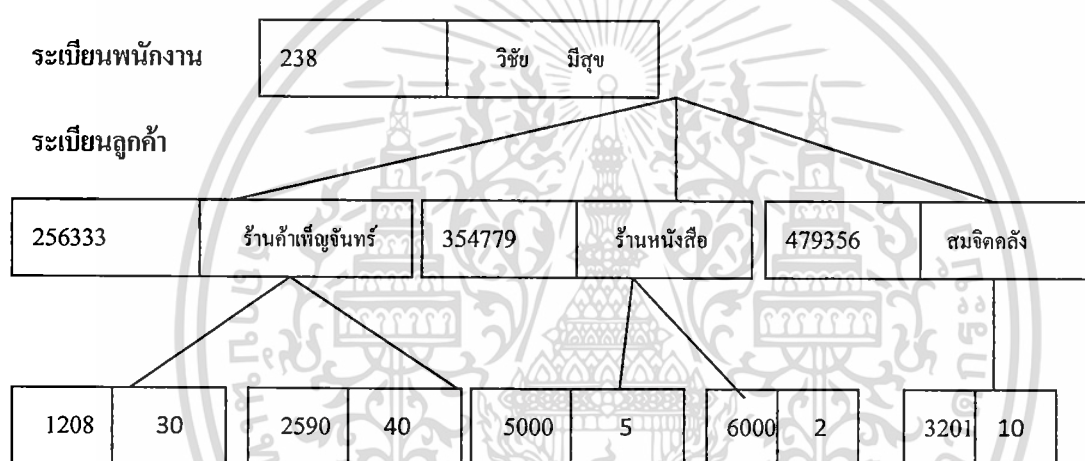 ระเบียนพนักงาน 238 วิชัย มีสุข
ระเบียนลูกค้า
256333 ร้านค้าเพ็ญจันทร์ 354779 ร้านหนังสือ 479356 สมจิตคลัง
1208 30 2590 40 5000 5 6000 2 3201 10